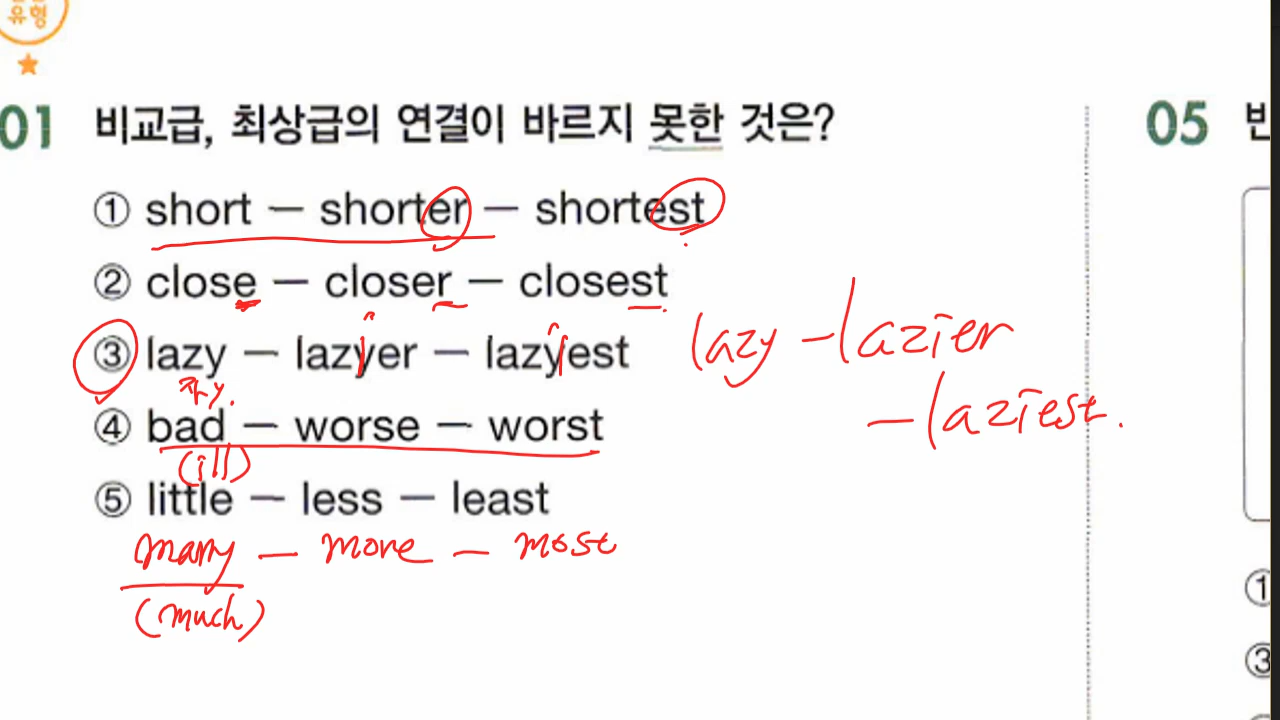 유형
01 비교급, 최상급의 연결이 바르지 못한 것은?
① short – shorter – shortest
② close – closer – closest
③ lazy – lazyer – lazyest
lazy – lazier
– laziest.
④ bad – worse – worst
(ill)
⑤ little – less – least
many – more – most
(much)
05
①
③